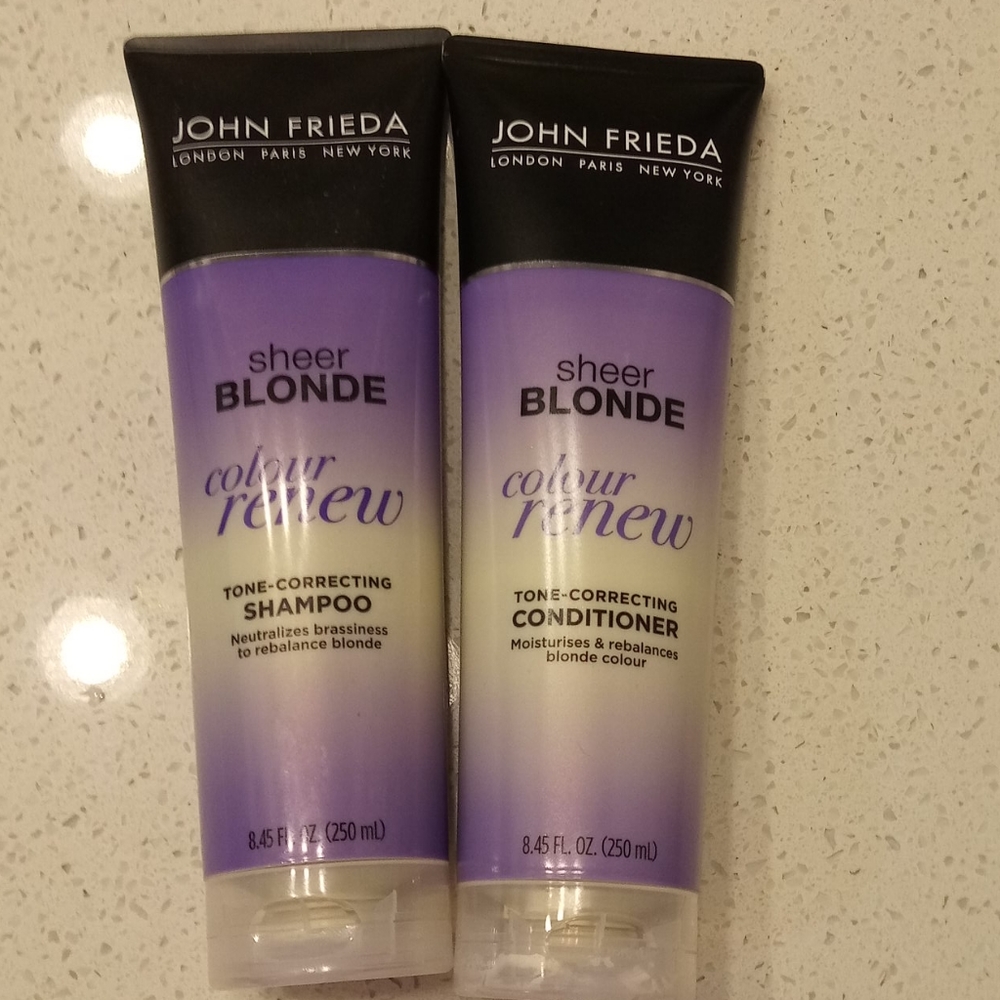 JOHN FRIEDA
LONDON PARIS NEW YORK
sheer
BLONDE
colour
renew
TONE-CORRECTING
SHAMPOO
Neutralizes brassiness
to rebalance blonde
8.45 FL. OZ. (250 mL)
JOHN FRIEDA
LONDON PARIS NEW YORK
sheer
BLONDE
colour
renew
TONE-CORRECTING
CONDITIONER
Moisturises & rebalances
blonde colour
8.45 FL. OZ. (250 mL)